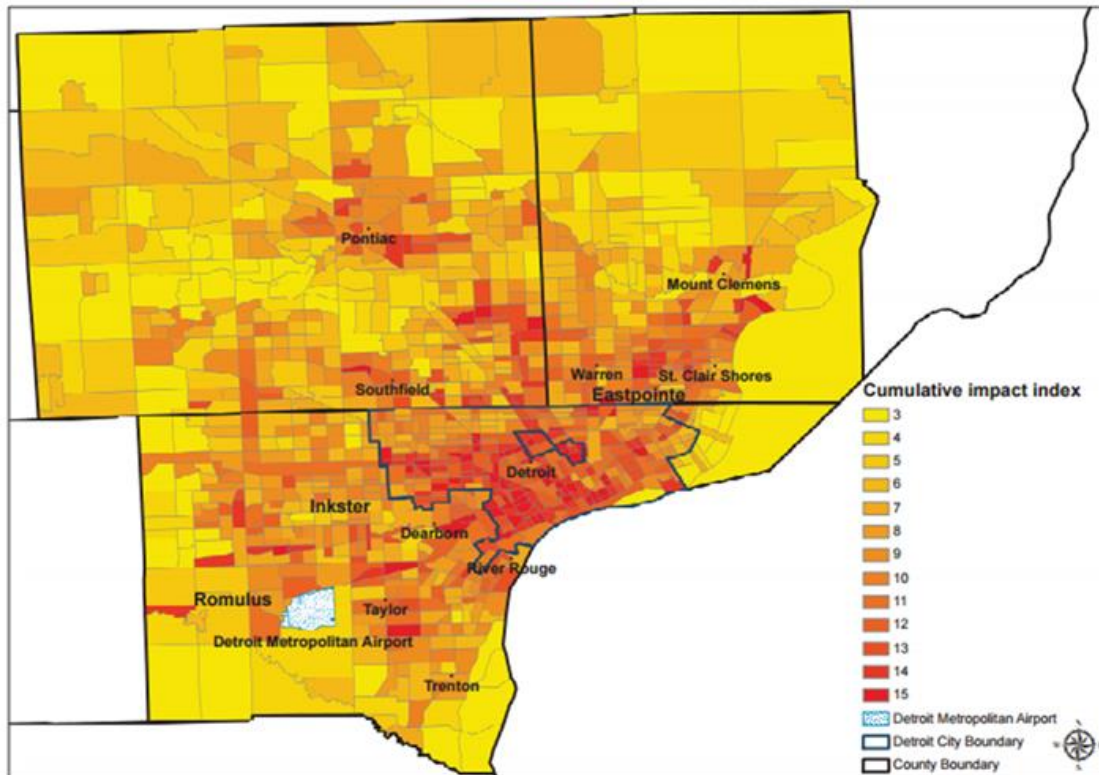 Pontiac
Mount Clemens
Southfield
Warren
St. Clair Shores
Eastpointe
Cumulative impact index
3
4
5
6
7
8
9
10
11
12
13
14
15
Detroit Metropolitan Airport
Detroit City Boundary
County Boundary
Detroit
Inkster
Dearborn
River Rouge
Romulus
Taylor
Detroit Metropolitan Airport
Trenton